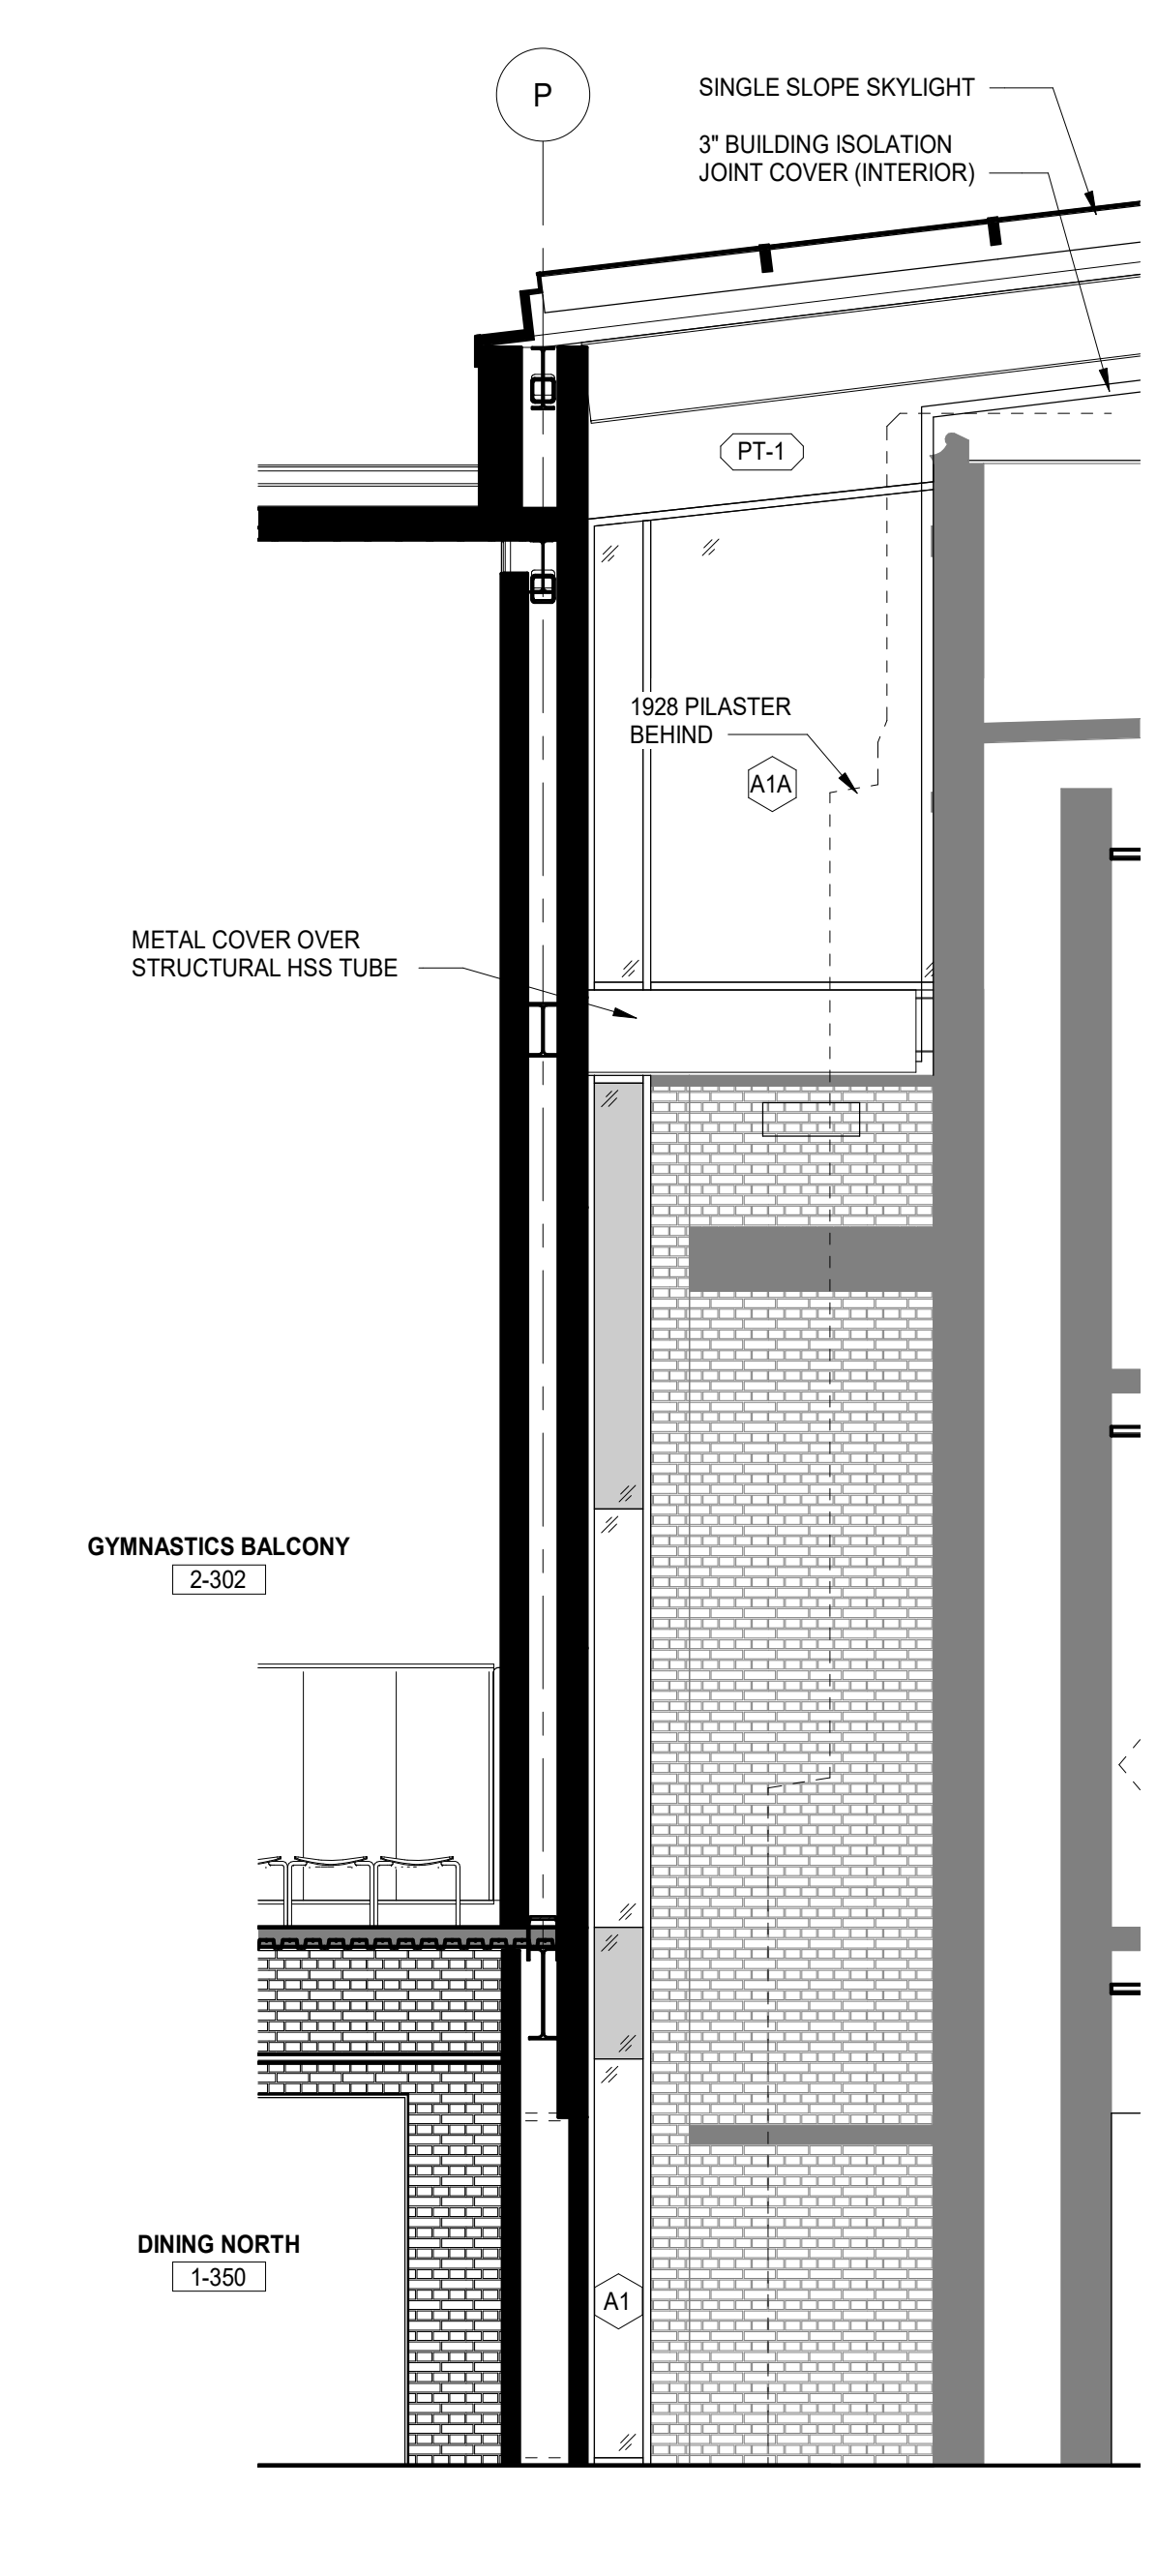 P
SINGLE SLOPE SKYLIGHT
3" BUILDING ISOLATION
JOINT COVER (INTERIOR)
PT-1
1928 PILASTER
BEHIND
A1A
METAL COVER OVER
STRUCTURAL HSS TUBE
GYMNASTICS BALCONY
2-302
DINING NORTH
1-350
A1